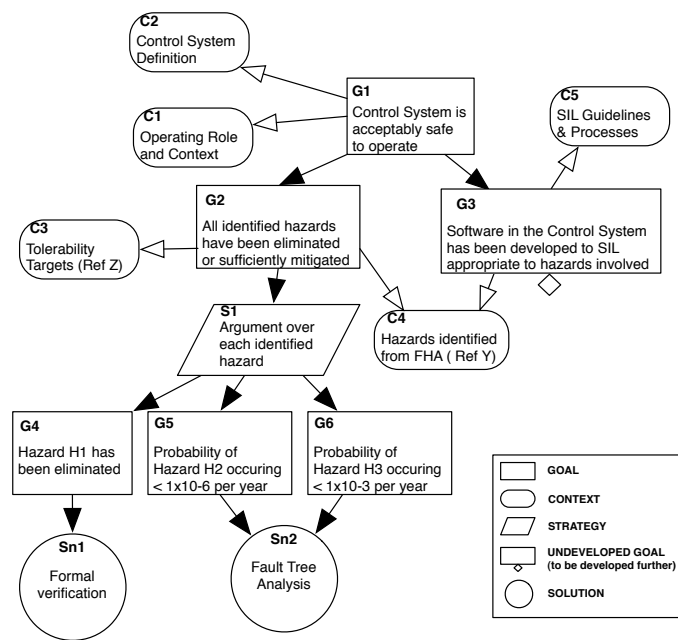 C2
Control System
Definition
G1
Control System is
acceptably safe
to operate
C5
SIL Guidelines
& Processes
C1
Operating Role
and Context
G2
All identified hazards
have been eliminated
or sufficiently mitigated
G3
Software in the Control System
has been developed to SIL
appropriate to hazards involved
C3
Tolerability
Targets (Ref Z)
S1
Argument over
each identified
hazard
C4
Hazards identified
from FHA ( Ref Y)
G4
Hazard H1 has
been eliminated
G5
Probability of
Hazard H2 occuring
< 1x10-6 per year
G6
Probability of
Hazard H3 occuring
< 1x10-3 per year
Sn1
Formal
verification
Sn2
Fault Tree
Analysis
GOAL
CONTEXT
STRATEGY
UNDEVELOPED GOAL
(to be developed further)
SOLUTION